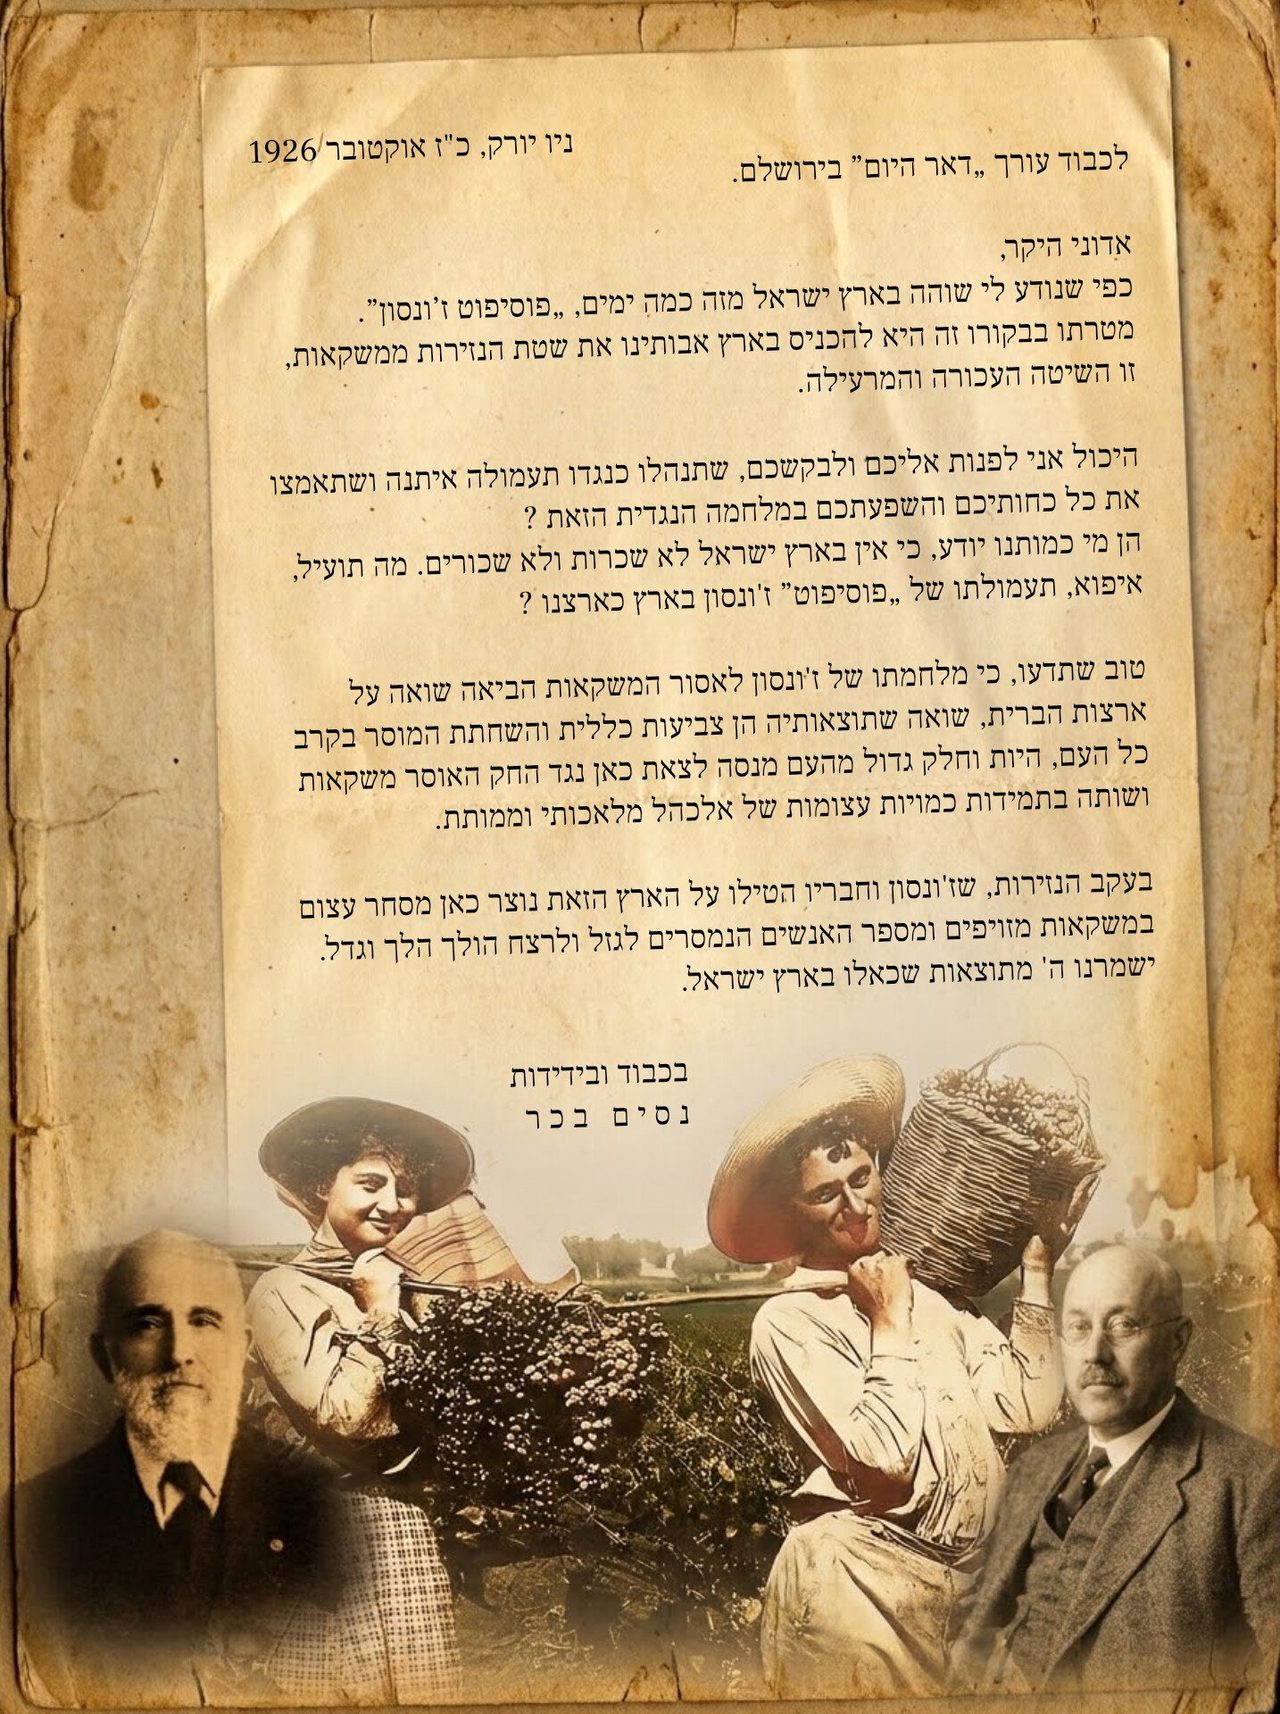 ניו יורק, כ"ז אוקטובר 1926
לכבוד עורך „דאר היום” בירושלם.
אדוני היקר,
כפי שנודע לי שוהה בארץ ישראל מזה כמה ימים, „פוסיפוט ז'ונסון”.
מטרתו בבקורו זה היא להכניס בארץ אבותינו את שטת הנזירות ממשקאות,
זו השיטה העכורה והמרעילה.
היכול אני לפנות אליכם ולבקשכם, שתנהלו כנגדו תעמולה איתנה ושתאמצו
את כל כחותיכם והשפעתכם במלחמה הנגדית הזאת ?
הן מי כמותנו יודע, כי אין בארץ ישראל לא שכרות ולא שכורים. מה תועיל,
איפוא, תעמולתו של „פוסיפוט” ז'ונסון בארץ כארצנו ?
טוב שתדעו, כי מלחמתו של ז'ונסון לאסור המשקאות הביאה שואה על
ארצות הברית, שואה שתוצאותיה הן צביעות כללית והשחתת המוסר בקרב
כל העם, היות וחלק גדול מהעם מנסה לצאת כאן נגד החק האוסר משקאות
ושותה בתמידות כמויות עצומות של אלכהל מלאכותי וממותת.
בעקב הנזירות, שז'ונסון וחבריו הטילו על הארץ הזאת נוצר כאן מסחר עצום
במשקאות מזויפים ומספר האנשים הנמסרים לגזל ולרצח הולך הלך וגדל.
ישמרנו ה' מתוצאות שכאלו בארץ ישראל.
בכבוד ובידידות
נסים בכר